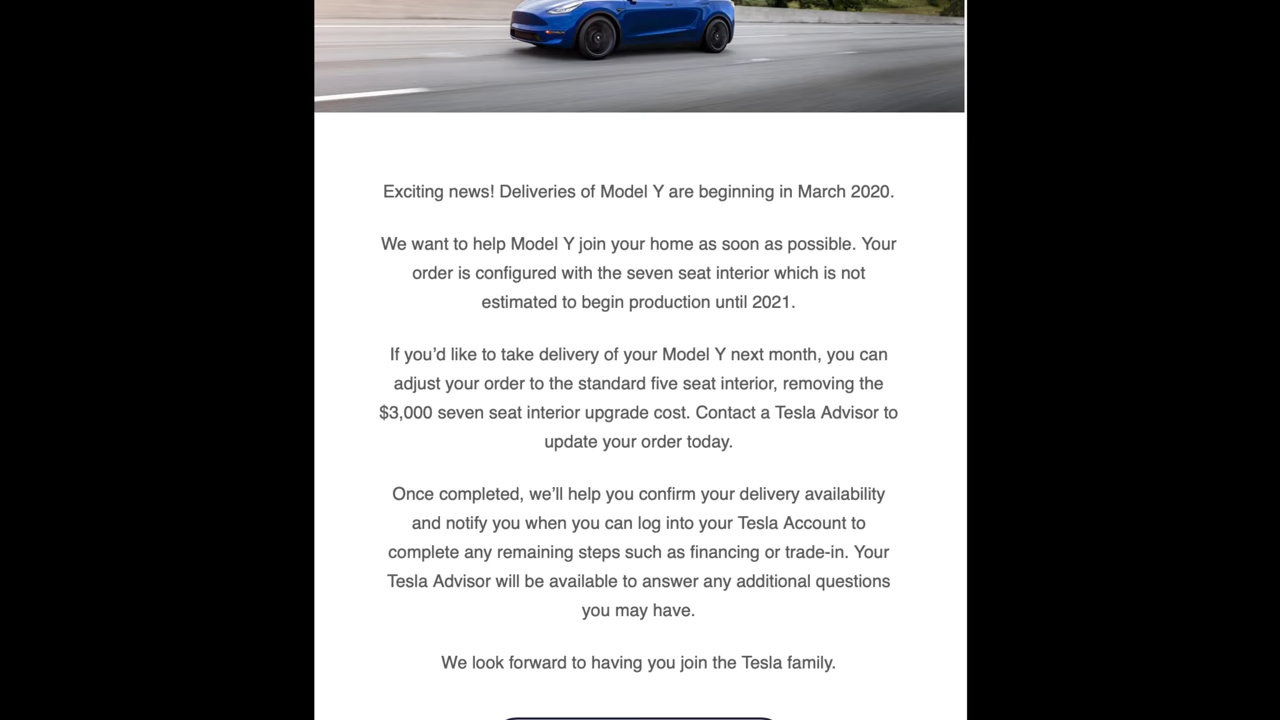 Exciting news! Deliveries of Model Y are beginning in March 2020.
We want to help Model Y join your home as soon as possible. Your
order is configured with the seven seat interior which is not
estimated to begin production until 2021.
If you’d like to take delivery of your Model Y next month, you can
adjust your order to the standard five seat interior, removing the
$3,000 seven seat interior upgrade cost. Contact a Tesla Advisor to
update your order today.
Once completed, we’ll help you confirm your delivery availability
and notify you when you can log into your Tesla Account to
complete any remaining steps such as financing or trade-in. Your
Tesla Advisor will be available to answer any additional questions
you may have.
We look forward to having you join the Tesla family.